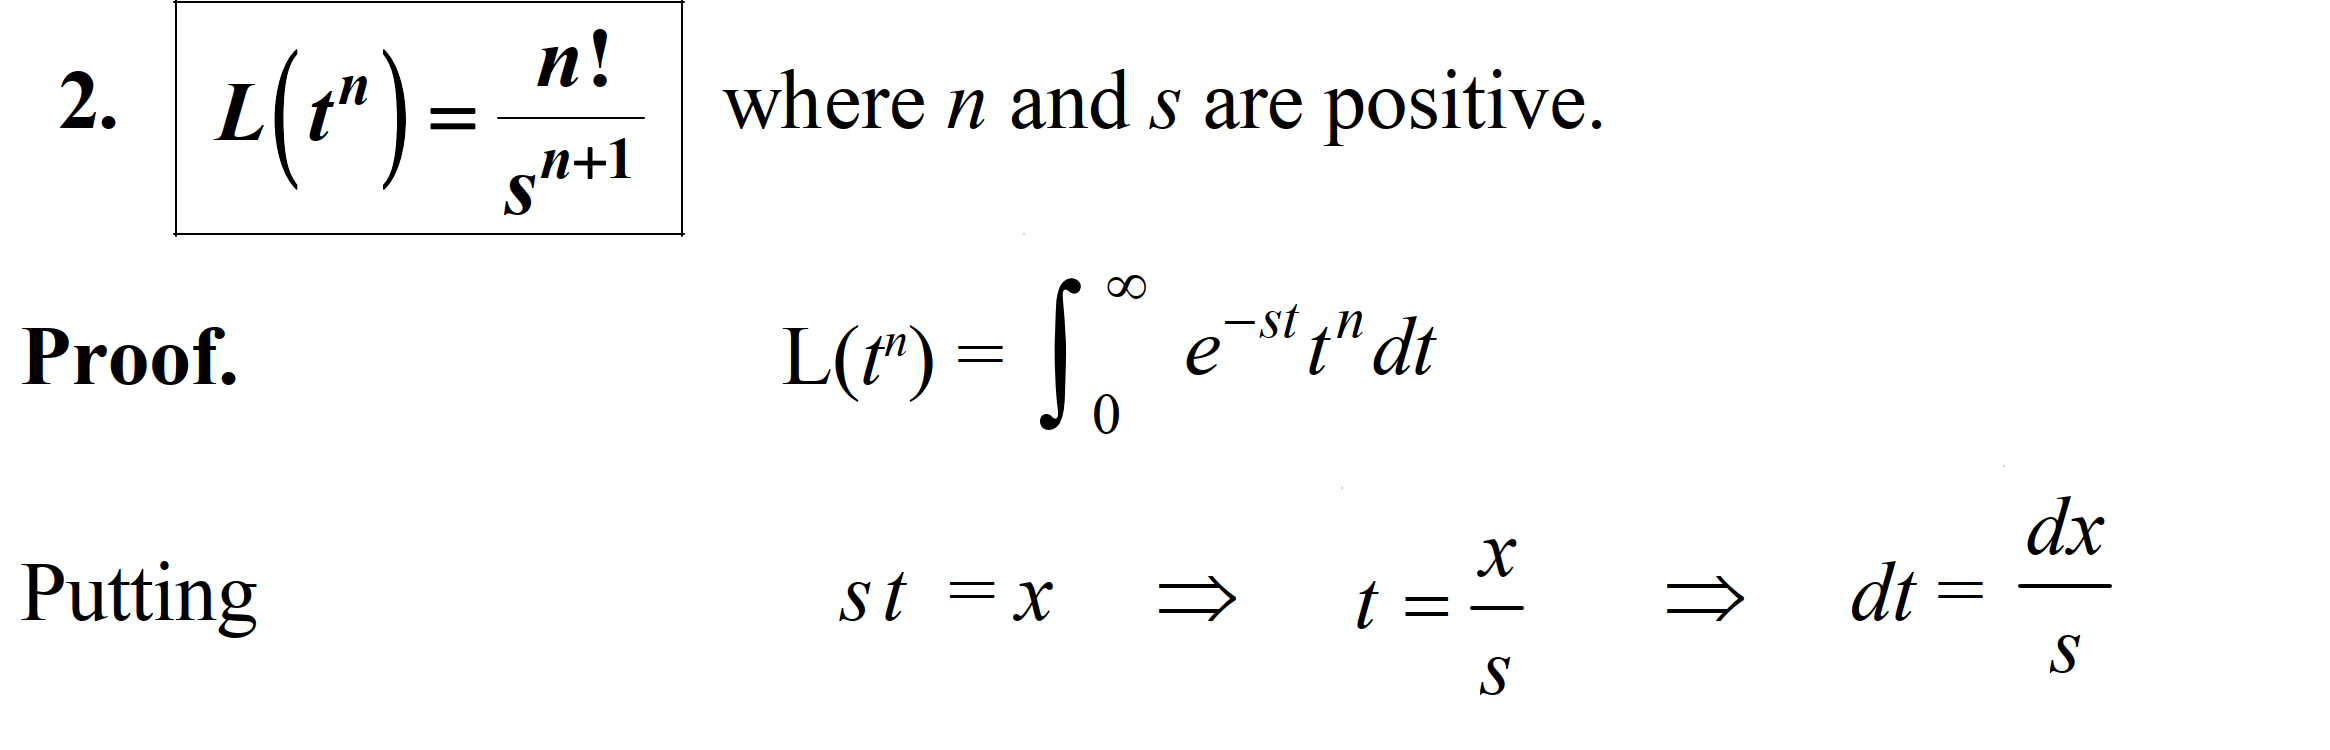 2. L(tⁿ) = n!/sⁿ⁺¹ where n and s are positive.
Proof. L(tⁿ) = ∫₀^∞ e^{−st} tⁿ dt
Putting st = x ⇒ t = x/s ⇒ dt = dx/s